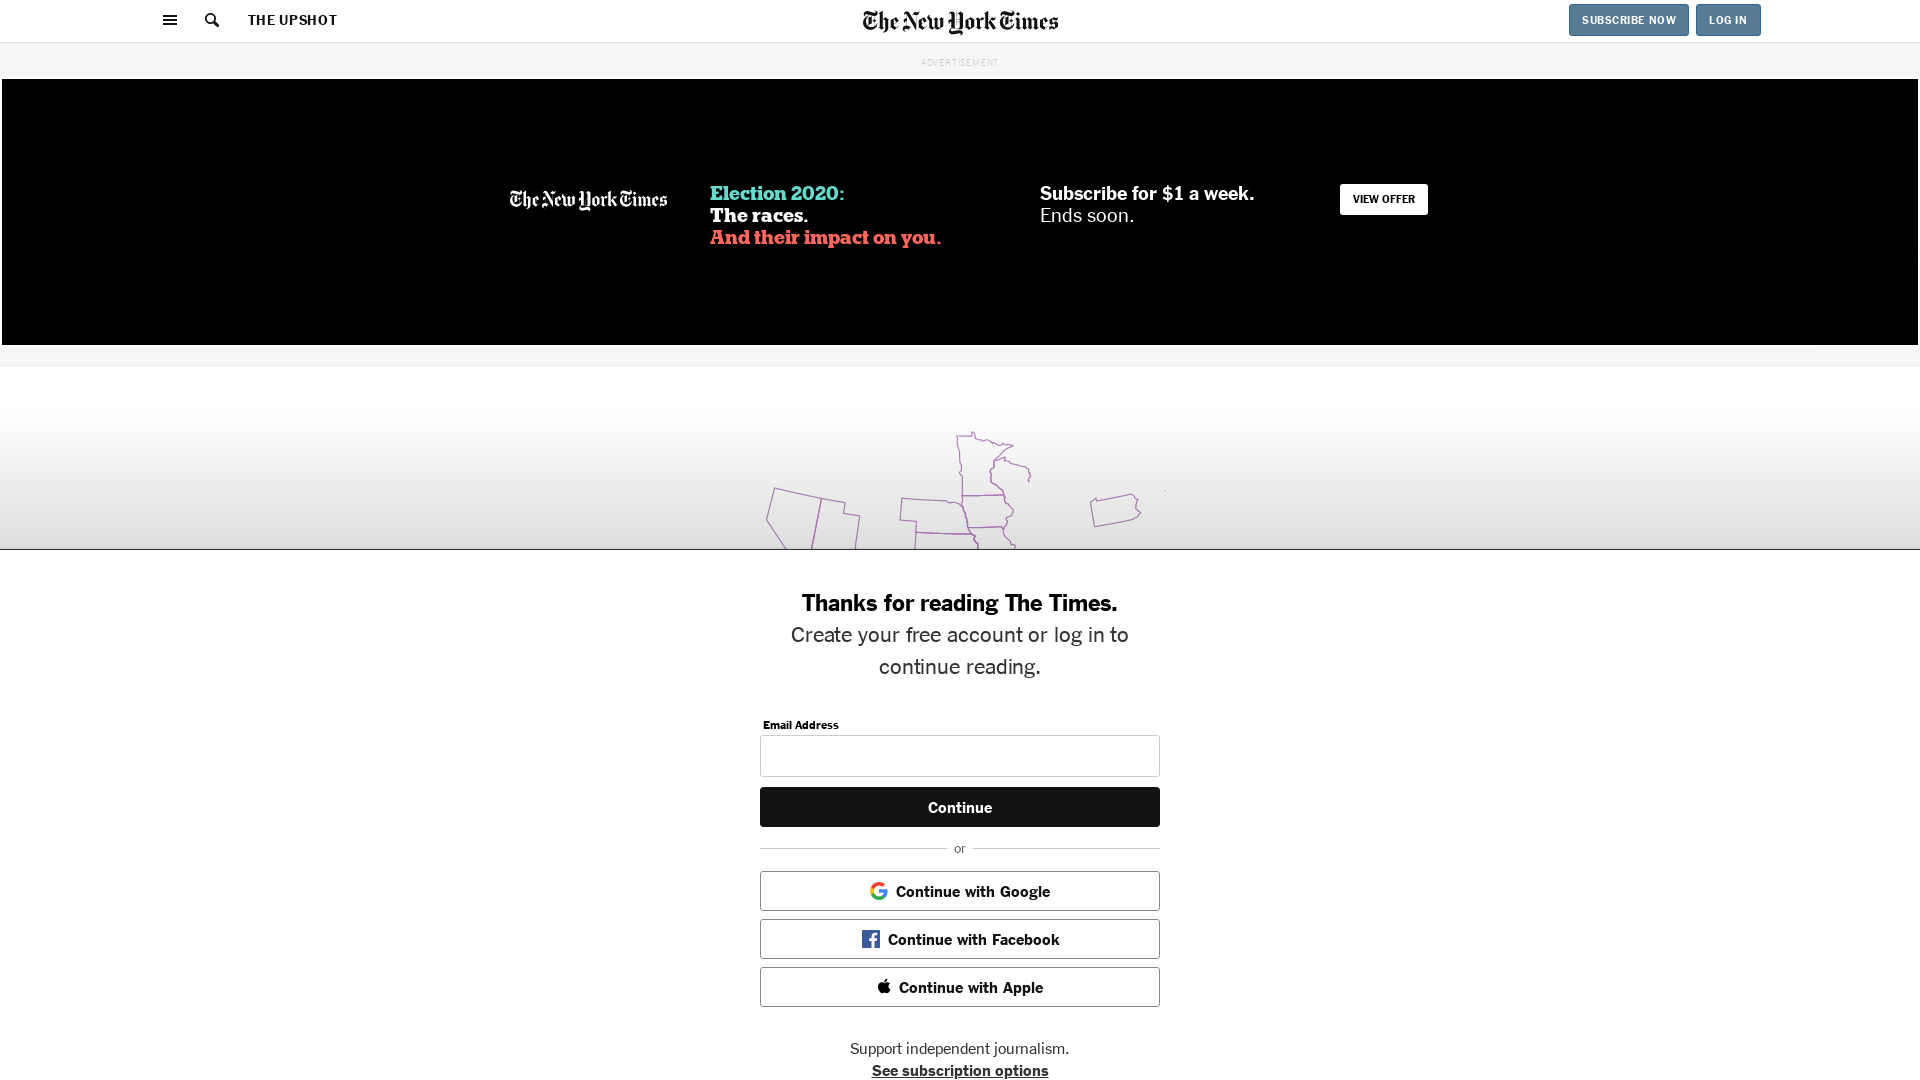 THE UPSHOT
The New York Times
SUBSCRIBE NOW
LOG IN
ADVERTISEMENT
The New York Times
Election 2020:
The races.
And their impact on you.
Subscribe for $1 a week.
Ends soon.
VIEW OFFER
Thanks for reading The Times.
Create your free account or log in to
continue reading.
Email Address
Continue
or
Continue with Google
Continue with Facebook
Continue with Apple
Support independent journalism.
See subscription options